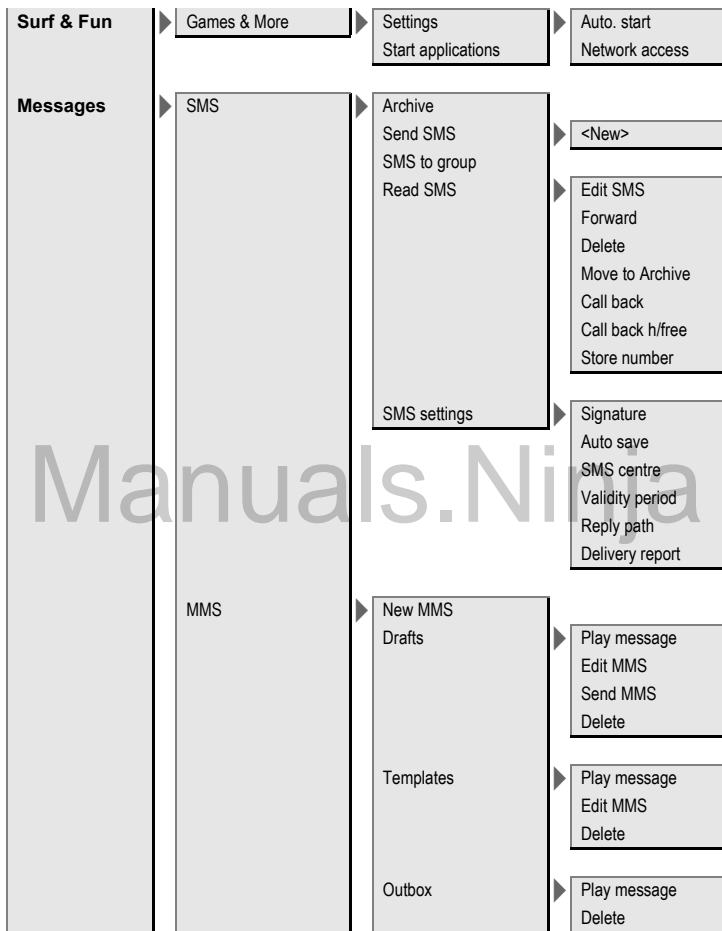 Surf & Fun
Games & More
Settings
Start applications
Auto. start
Network access
Messages
SMS
Archive
Send SMS
SMS to group
Read SMS
<New>
Edit SMS
Forward
Delete
Move to Archive
Call back
Call back h/free
Store number
SMS settings
Signature
Auto save
SMS centre
Validity period
Reply path
Delivery report
Manuals.Ninja
MMS
New MMS
Drafts
Play message
Edit MMS
Send MMS
Delete
Templates
Play message
Edit MMS
Delete
Outbox
Play message
Delete